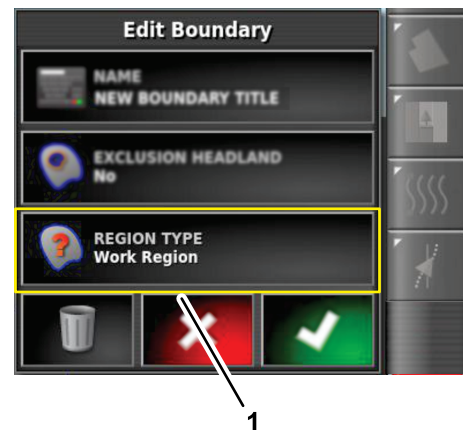 Edit Boundary
NAME
NEW BOUNDARY TITLE
EXCLUSION HEADLAND
No
REGION TYPE
Work Region
1